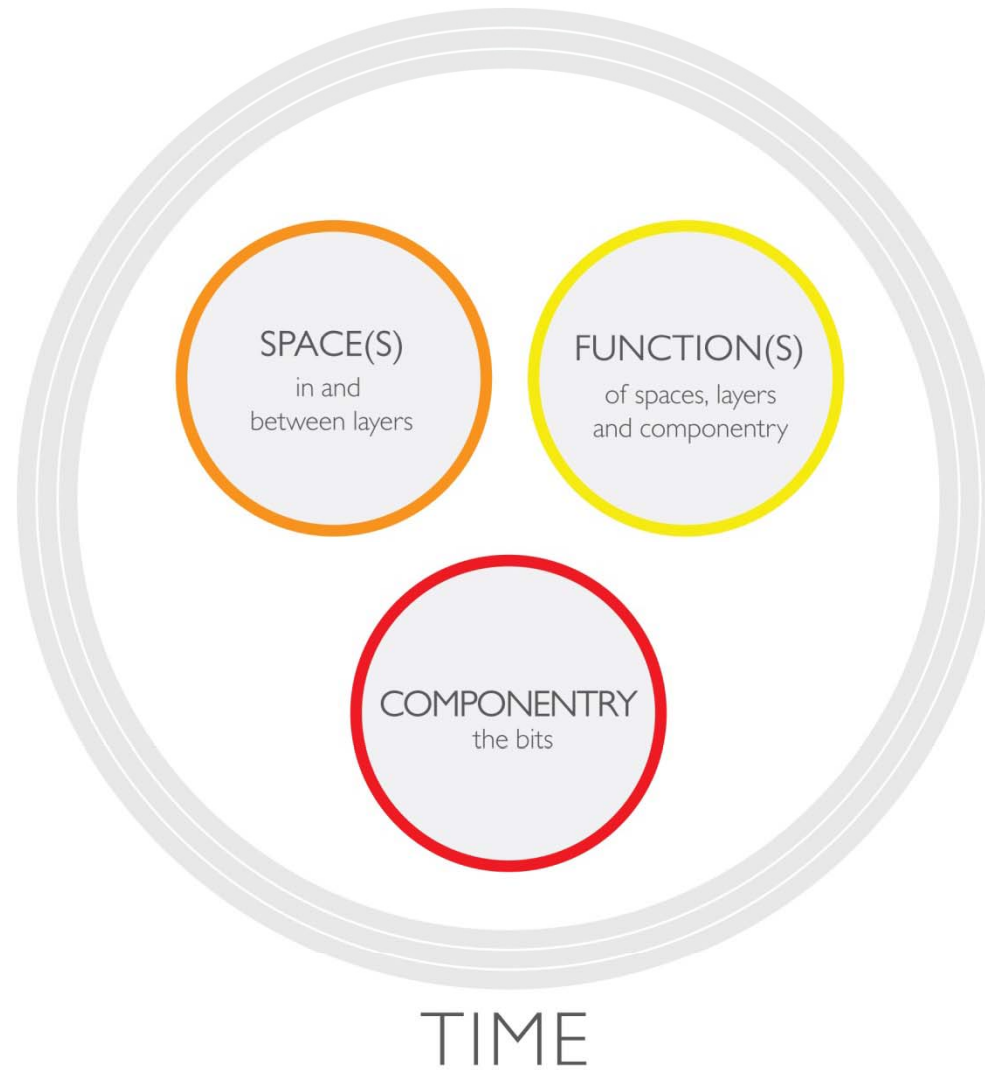 SPACE(S)
in and
between layers
FUNCTION(S)
of spaces, layers
and componentry
COMPONENTRY
the bits
TIME